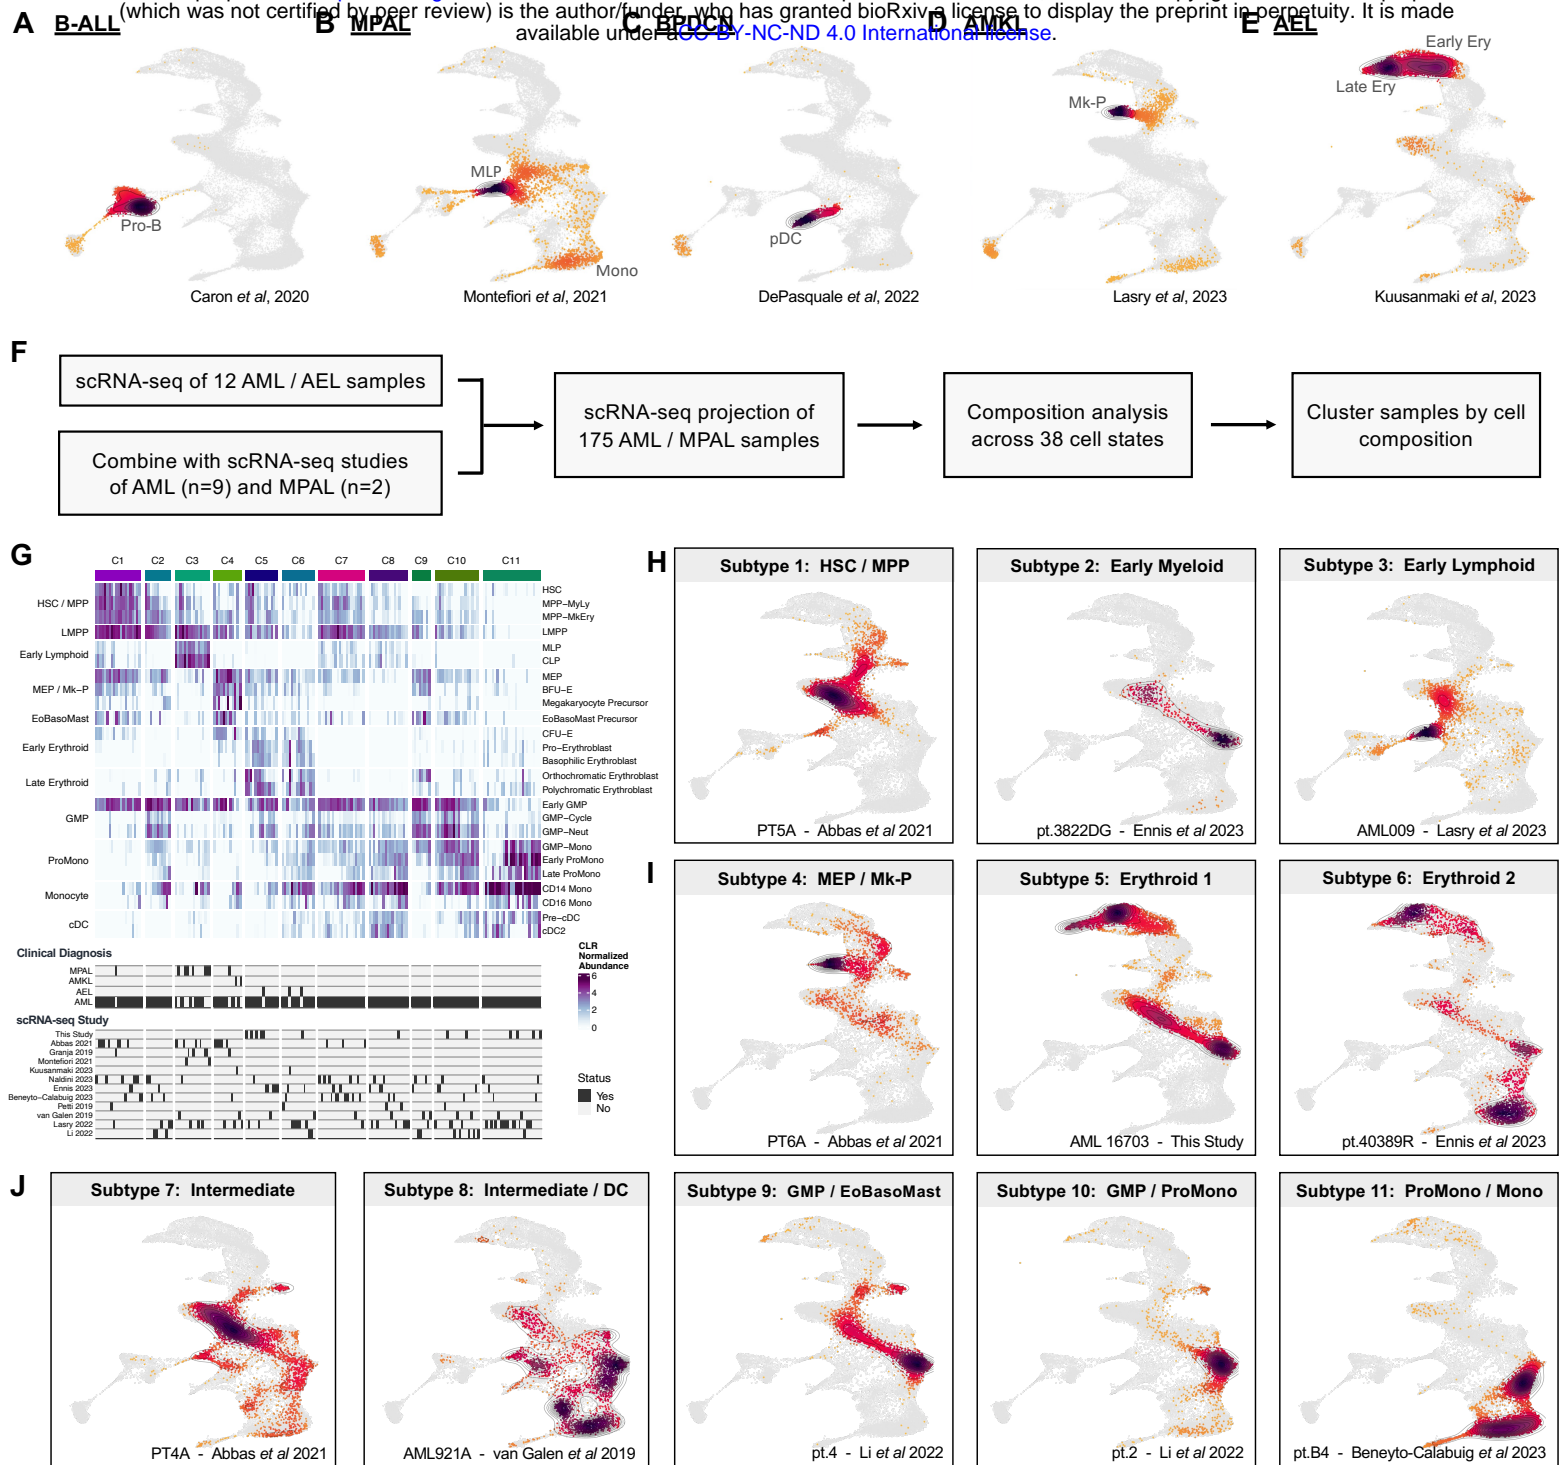 (which was not certified by peer review) is the author/funder, who has granted bioRxiv a license to display the preprint in perpetuity. It is made
available under aCC-BY-NC-ND 4.0 International license.
A B-ALL
Pro-B
Caron et al, 2020
B MPAL
MLP
Mono
Montefiori et al, 2021
C BPDCN
pDC
DePasquale et al, 2022
D AMKL
Mk-P
Lasry et al, 2023
E AEL
Early Ery
Late Ery
Kuusanmaki et al, 2023
F
scRNA-seq of 12 AML / AEL samples
Combine with scRNA-seq studies
of AML (n=9) and MPAL (n=2)
scRNA-seq projection of
175 AML / MPAL samples
Composition analysis
across 38 cell states
Cluster samples by cell
composition
G
C1 C2 C3 C4 C5 C6 C7 C8 C9 C10 C11
HSC / MPP
LMPP
Early Lymphoid
MEP / Mk−P
EoBasoMast
Early Erythroid
Late Erythroid
GMP
ProMono
Monocyte
cDC
HSC
MPP−MyLy
MPP−MkEry
LMPP
MLP
CLP
MEP
BFU−E
Megakaryocyte Precursor
EoBasoMast Precursor
CFU−E
Pro−Erythroblast
Basophilic Erythroblast
Orthochromatic Erythroblast
Polychromatic Erythroblast
Early GMP
GMP−Cycle
GMP−Neut
GMP−Mono
Early ProMono
Late ProMono
CD14 Mono
CD16 Mono
Pre−cDC
cDC2
Clinical Diagnosis
MPAL
AMKL
AEL
AML
scRNA−seq Study
This Study
Abbas 2021
Granja 2019
Montefiori 2021
Kuusanmaki 2023
Naldini 2023
Ennis 2023
Beneyto−Calabuig 2023
Petti 2019
van Galen 2019
Lasry 2022
Li 2022
CLR
Normalized
Abundance
6
4
2
0
Status
Yes
No
H
Subtype 1: HSC / MPP
PT5A - Abbas et al 2021
Subtype 2: Early Myeloid
pt.3822DG - Ennis et al 2023
Subtype 3: Early Lymphoid
AML009 - Lasry et al 2023
I
Subtype 4: MEP / Mk-P
PT6A - Abbas et al 2021
Subtype 5: Erythroid 1
AML 16703 - This Study
Subtype 6: Erythroid 2
pt.40389R - Ennis et al 2023
J
Subtype 7: Intermediate
PT4A - Abbas et al 2021
Subtype 8: Intermediate / DC
AML921A - van Galen et al 2019
Subtype 9: GMP / EoBasoMast
pt.4 - Li et al 2022
Subtype 10: GMP / ProMono
pt.2 - Li et al 2022
Subtype 11: ProMono / Mono
pt.B4 - Beneyto-Calabuig et al 2023